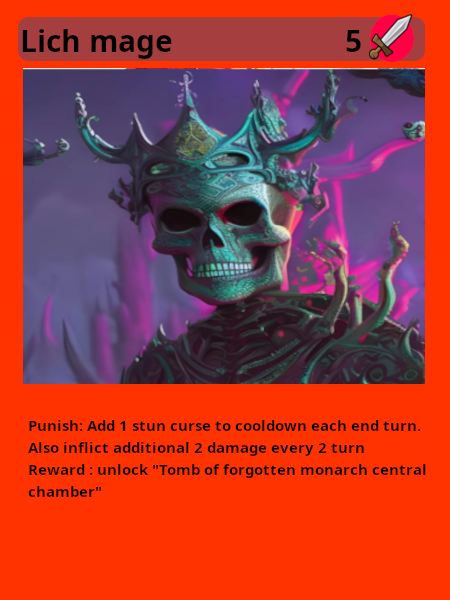 Lich mage 5
Punish: Add 1 stun curse to cooldown each end turn.
Also inflict additional 2 damage every 2 turn
Reward : unlock "Tomb of forgotten monarch central
chamber"